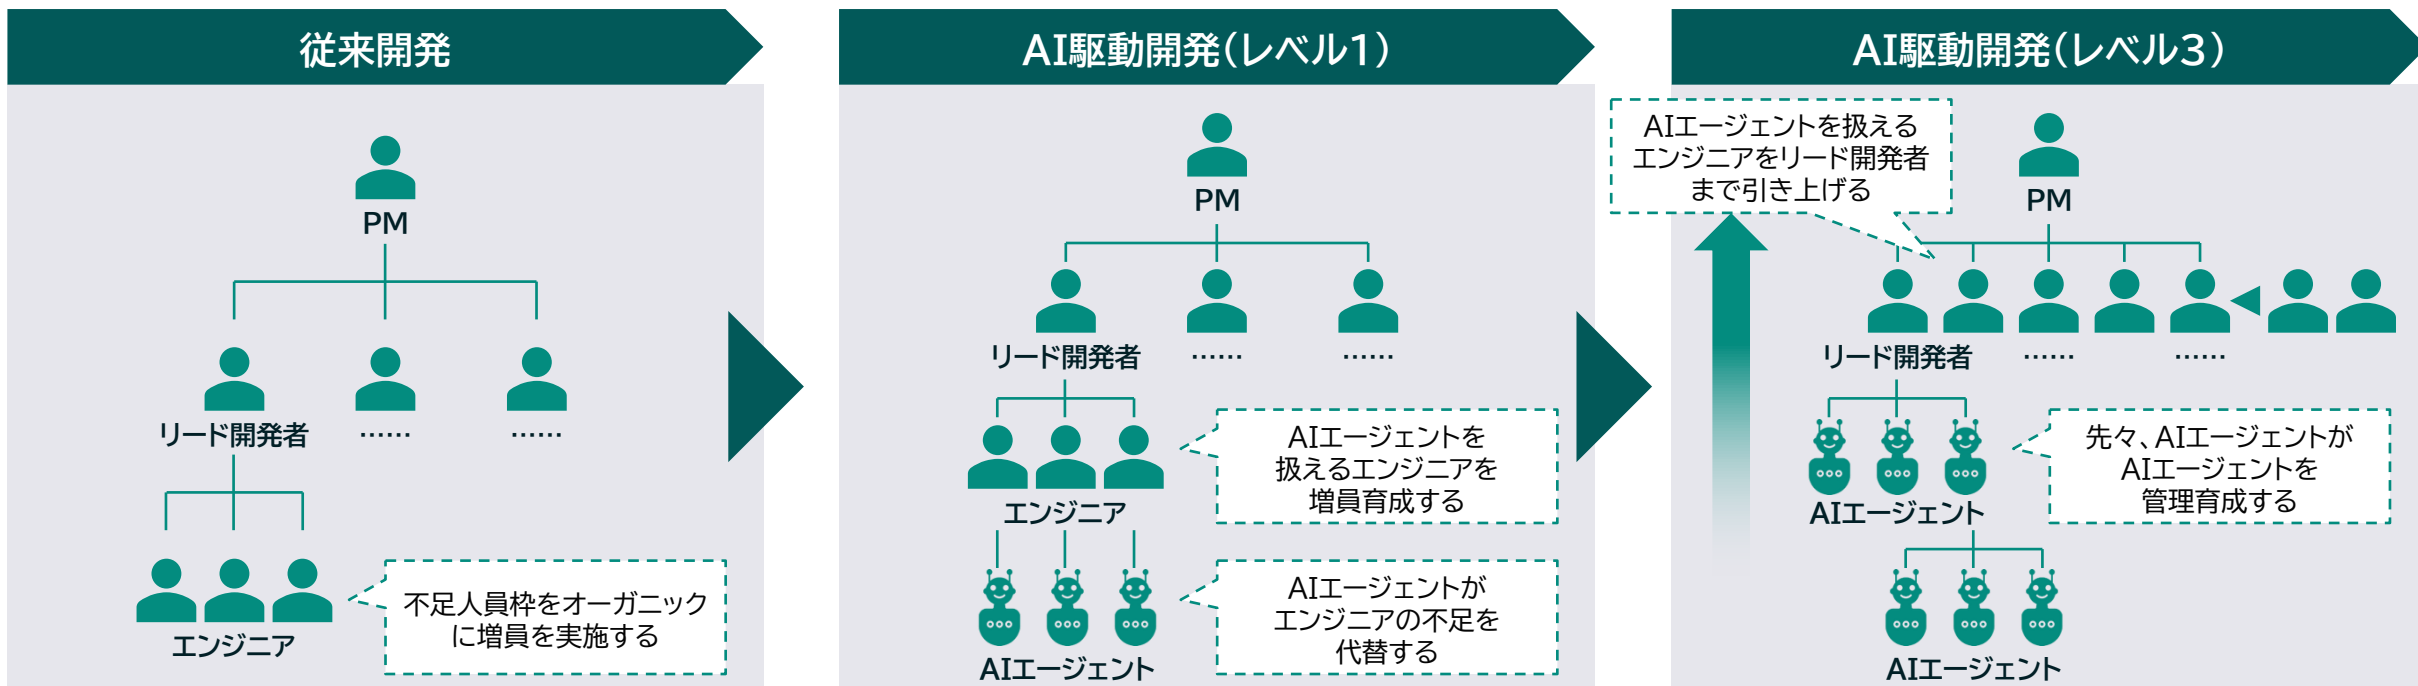 従来開発
PM
リード開発者
……
……
エンジニア
不足人員枠をオーガニック
に増員を実施する
AI駆動開発(レベル1)
PM
リード開発者
……
……
エンジニア
AIエージェントを
扱えるエンジニアを
増員育成する
AIエージェント
AIエージェントが
エンジニアの不足を
代替する
AI駆動開発(レベル3)
AIエージェントを扱える
エンジニアをリード開発者
まで引き上げる
PM
リード開発者
……
……
AIエージェント
先々、AIエージェントが
AIエージェントを
管理育成する
AIエージェント